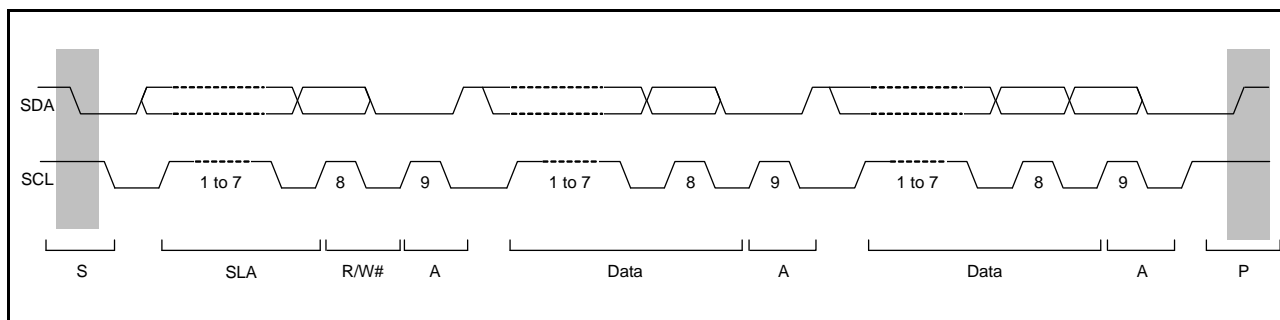 SDA
SCL
1 to 7 8 9 1 to 7 8 9 1 to 7 8 9
S SLA R/W# A Data A Data A P